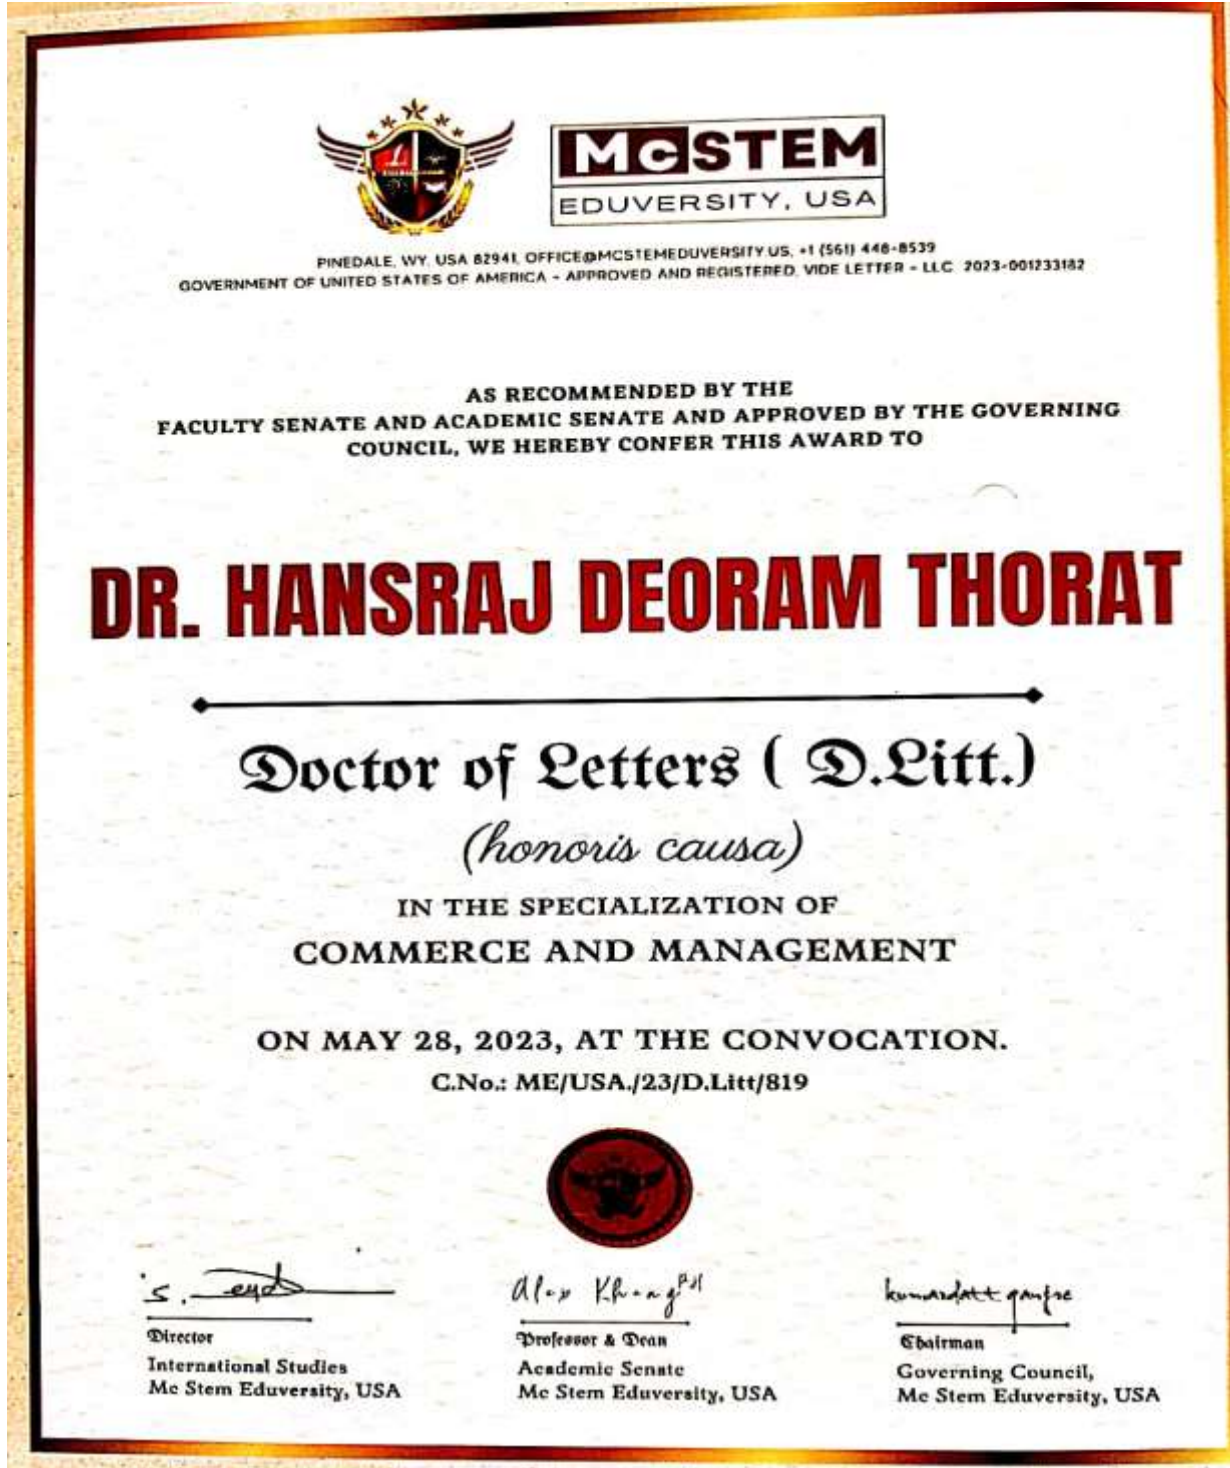 McSTEM
EDUVERSITY, USA
PINEDALE, WY, USA 82941, OFFICE@MCSTEMEDUVERSITY.US, +1 (561) 448-8539
GOVERNMENT OF UNITED STATES OF AMERICA - APPROVED AND REGISTERED, VIDE LETTER - LLC 2023-001233182
AS RECOMMENDED BY THE
FACULTY SENATE AND ACADEMIC SENATE AND APPROVED BY THE GOVERNING
COUNCIL, WE HEREBY CONFER THIS AWARD TO
DR. HANSRAJ DEORAM THORAT
Doctor of Letters ( D.Litt.)
(honoris causa)
IN THE SPECIALIZATION OF
COMMERCE AND MANAGEMENT
ON MAY 28, 2023, AT THE CONVOCATION.
C.No.: ME/USA./23/D.Litt/819
S. Alex Khang kumardatt ganjre
Director Professor & Dean Chairman
International Studies Academic Senate Governing Council,
Mc Stem Eduversity, USA Mc Stem Eduversity, USA Mc Stem Eduversity, USA